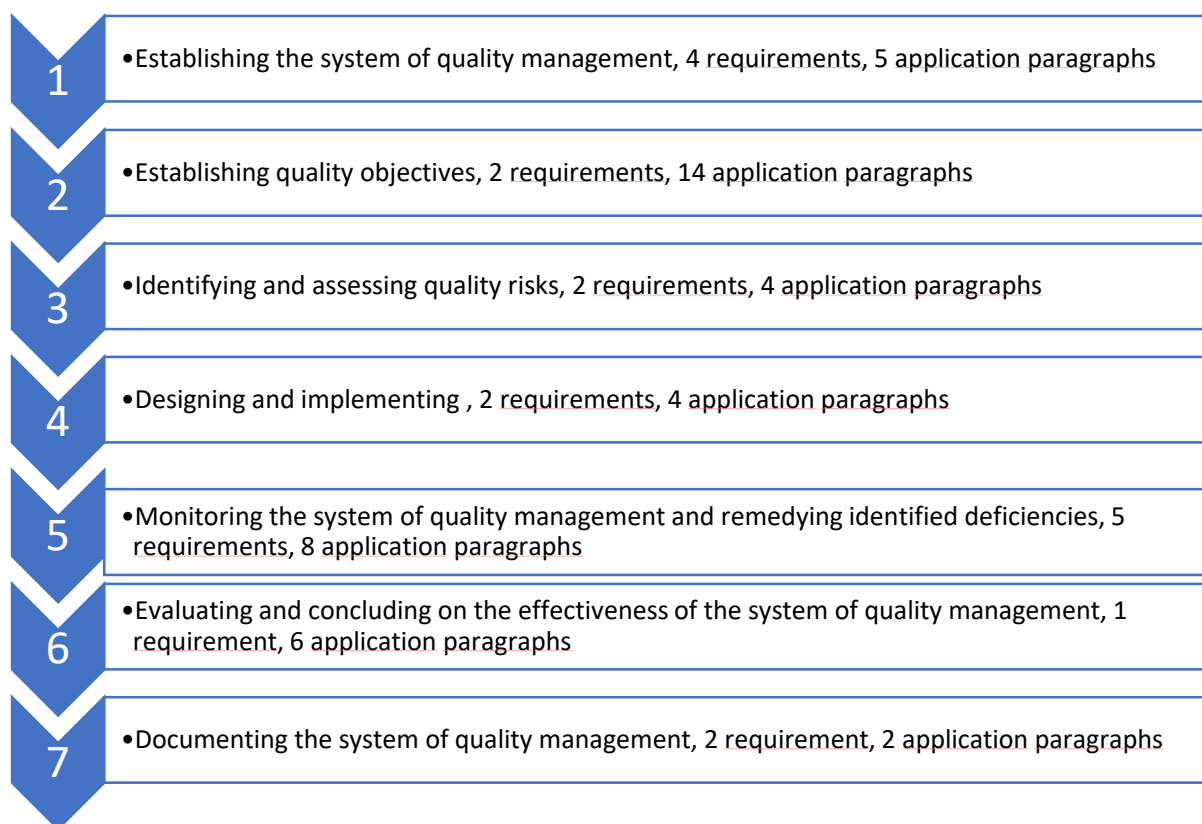 1
•Establishing the system of quality management, 4 requirements, 5 application paragraphs
2
•Establishing quality objectives, 2 requirements, 14 application paragraphs
3
•Identifying and assessing quality risks, 2 requirements, 4 application paragraphs
4
•Designing and implementing , 2 requirements, 4 application paragraphs
5
•Monitoring the system of quality management and remedying identified deficiencies, 5
requirements, 8 application paragraphs
6
•Evaluating and concluding on the effectiveness of the system of quality management, 1
requirement, 6 application paragraphs
7
•Documenting the system of quality management, 2 requirement, 2 application paragraphs